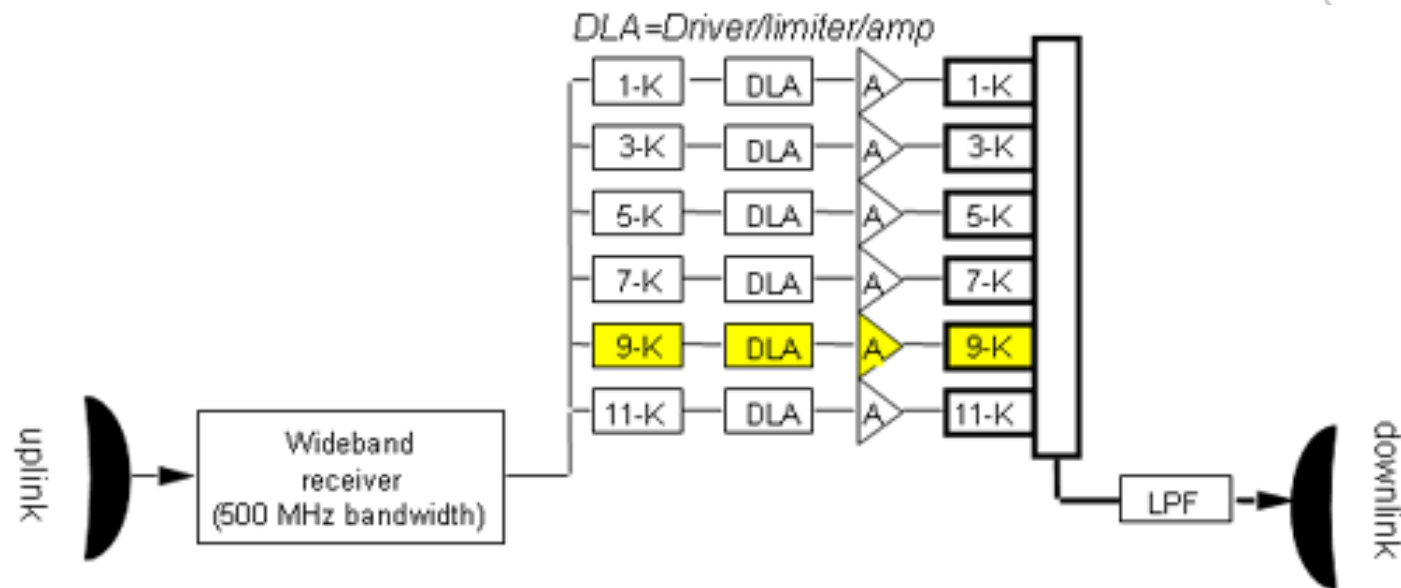 DLA=Driver/limiter/amp
1-K DLA A 1-K
3-K DLA A 3-K
5-K DLA A 5-K
7-K DLA A 7-K
9-K DLA A 9-K
11-K DLA A 11-K
uplink
Wideband
receiver
(500 MHz bandwidth)
LPF
downlink